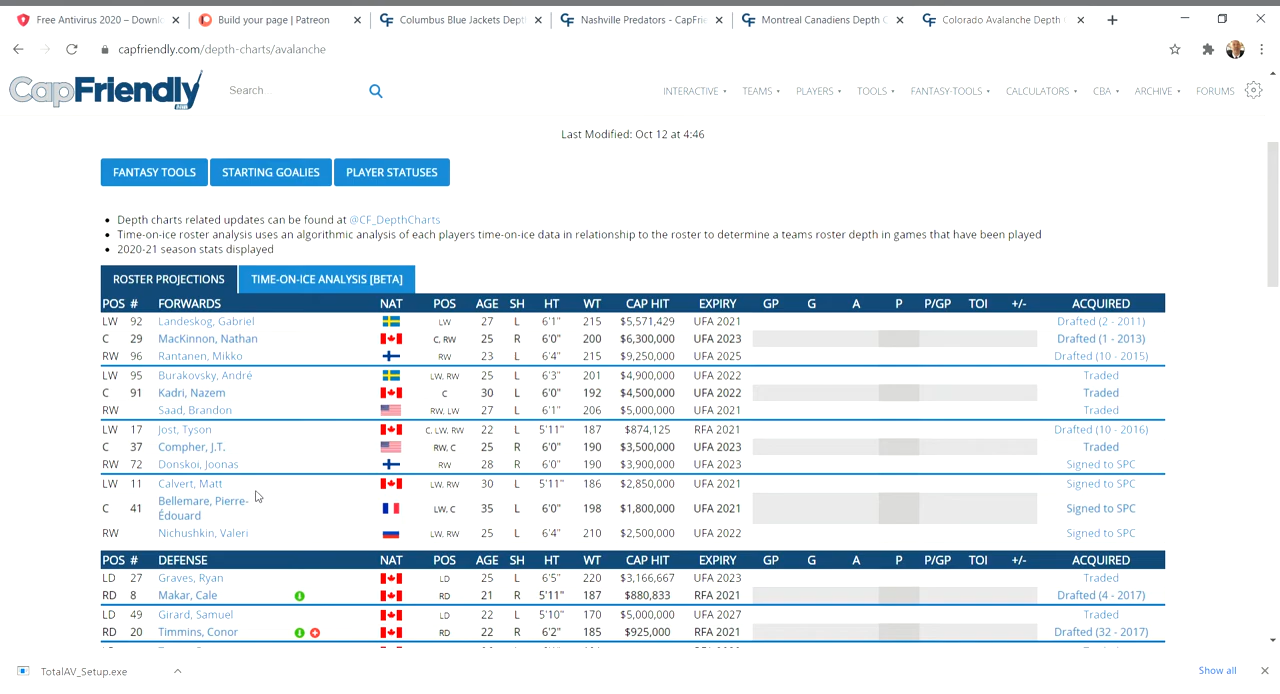 Free Antivirus 2020 – Downl
Build your page | Patreon
Columbus Blue Jackets Dept
Nashville Predators - CapFrie
Montreal Canadiens Depth C
Colorado Avalanche Depth C
capfriendly.com/depth-charts/avalanche
CapFriendly
Search...
INTERACTIVE TEAMS PLAYERS TOOLS FANTASY-TOOLS CALCULATORS CBA ARCHIVE FORUMS
Last Modified: Oct 12 at 4:46
FANTASY TOOLS STARTING GOALIES PLAYER STATUSES
• Depth charts related updates can be found at @CF_DepthCharts
• Time-on-ice roster analysis uses an algorithmic analysis of each players time-on-ice data in relationship to the roster to determine a teams roster depth in games that have been played
• 2020-21 season stats displayed
ROSTER PROJECTIONS TIME-ON-ICE ANALYSIS [BETA]
POS # FORWARDS NAT POS AGE SH HT WT CAP HIT EXPIRY GP G A P P/GP TOI +/- ACQUIRED
LW 92 Landeskog, Gabriel LW 27 L 6'1" 215 $5,571,429 UFA 2021 Drafted (2 - 2011)
C 29 MacKinnon, Nathan C, RW 25 R 6'0" 200 $6,300,000 UFA 2023 Drafted (1 - 2013)
RW 96 Rantanen, Mikko RW 23 L 6'4" 215 $9,250,000 UFA 2025 Drafted (10 - 2015)
LW 95 Burakovsky, André LW, RW 25 L 6'3" 201 $4,900,000 UFA 2022 Traded
C 91 Kadri, Nazem C 30 L 6'0" 192 $4,500,000 UFA 2022 Traded
RW Saad, Brandon RW, LW 27 L 6'1" 206 $5,000,000 UFA 2021 Traded
LW 17 Jost, Tyson C, LW, RW 22 L 5'11" 187 $874,125 RFA 2021 Drafted (10 - 2016)
C 37 Compher, J.T. RW, C 25 R 6'0" 190 $3,500,000 UFA 2023 Traded
RW 72 Donskoi, Joonas RW 28 R 6'0" 190 $3,900,000 UFA 2023 Signed to SPC
LW 11 Calvert, Matt LW, RW 30 L 5'11" 186 $2,850,000 UFA 2021 Signed to SPC
C 41 Bellemare, Pierre-
Édouard LW, C 35 L 6'0" 198 $1,800,000 UFA 2021 Signed to SPC
RW Nichushkin, Valeri LW, RW 25 L 6'4" 210 $2,500,000 UFA 2022 Signed to SPC
POS # DEFENSE NAT POS AGE SH HT WT CAP HIT EXPIRY GP G A P P/GP TOI +/- ACQUIRED
LD 27 Graves, Ryan LD 25 L 6'5" 220 $3,166,667 UFA 2023 Traded
RD 8 Makar, Cale RD 21 R 5'11" 187 $880,833 RFA 2021 Drafted (4 - 2017)
LD 49 Girard, Samuel LD 22 L 5'10" 170 $5,000,000 UFA 2027 Traded
RD 20 Timmins, Conor RD 22 R 6'2" 185 $925,000 RFA 2021 Drafted (32 - 2017)
TotalAV_Setup.exe
Show all